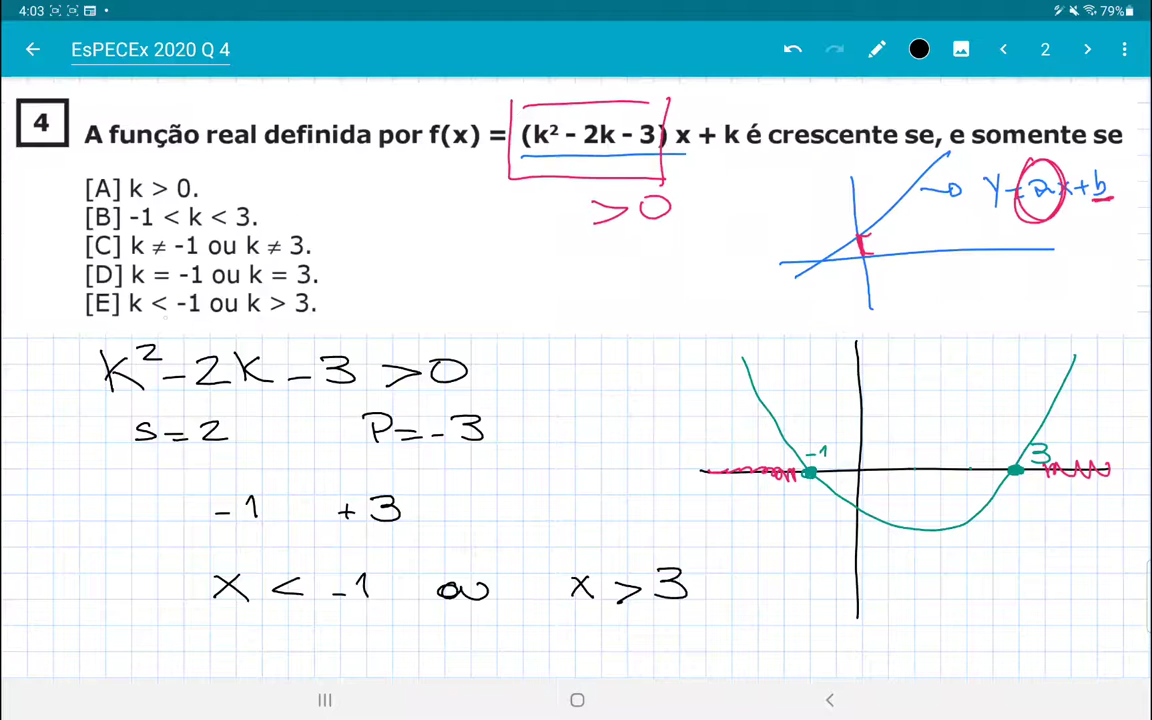 4:03
79%
EsPECEx 2020 Q 4
2
4
A função real definida por f(x) = (k² - 2k - 3) x + k é crescente se, e somente se
[A] k > 0.
[B] -1 < k < 3.
[C] k ≠ -1 ou k ≠ 3.
[D] k = -1 ou k = 3.
[E] k < -1 ou k > 3.
> 0
y = ax + b
k² - 2k - 3 > 0
S = 2 P = -3
-1 +3
x < -1 ou x > 3
-1 3